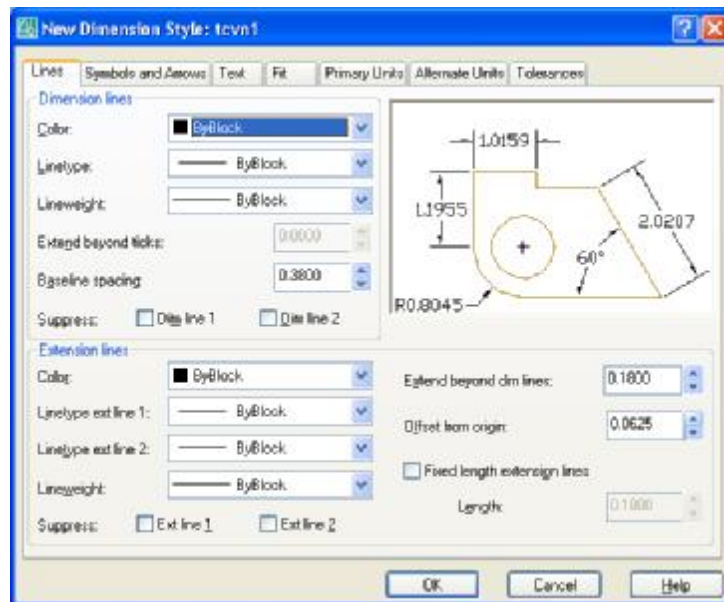 New Dimension Style: tcvn1
Lines Symbols and Arrows Text Fit Primary Units Alternate Units Tolerances
Dimension lines
Color: ByBlock
Linetype: ByBlock
Lineweight: ByBlock
Extend beyond ticks: 0.0000
Baseline spacing: 0.3800
Suppress: Dim line 1 Dim line 2
1.0159
1.1955
2.0207
60°
R0.8045
Extension lines
Color: ByBlock
Linetype ext line 1: ByBlock
Linetype ext line 2: ByBlock
Lineweight: ByBlock
Suppress: Ext line 1 Ext line 2
Extend beyond dim lines: 0.1800
Offset from origin: 0.0625
Fixed length extension lines
Length:
OK Cancel Help